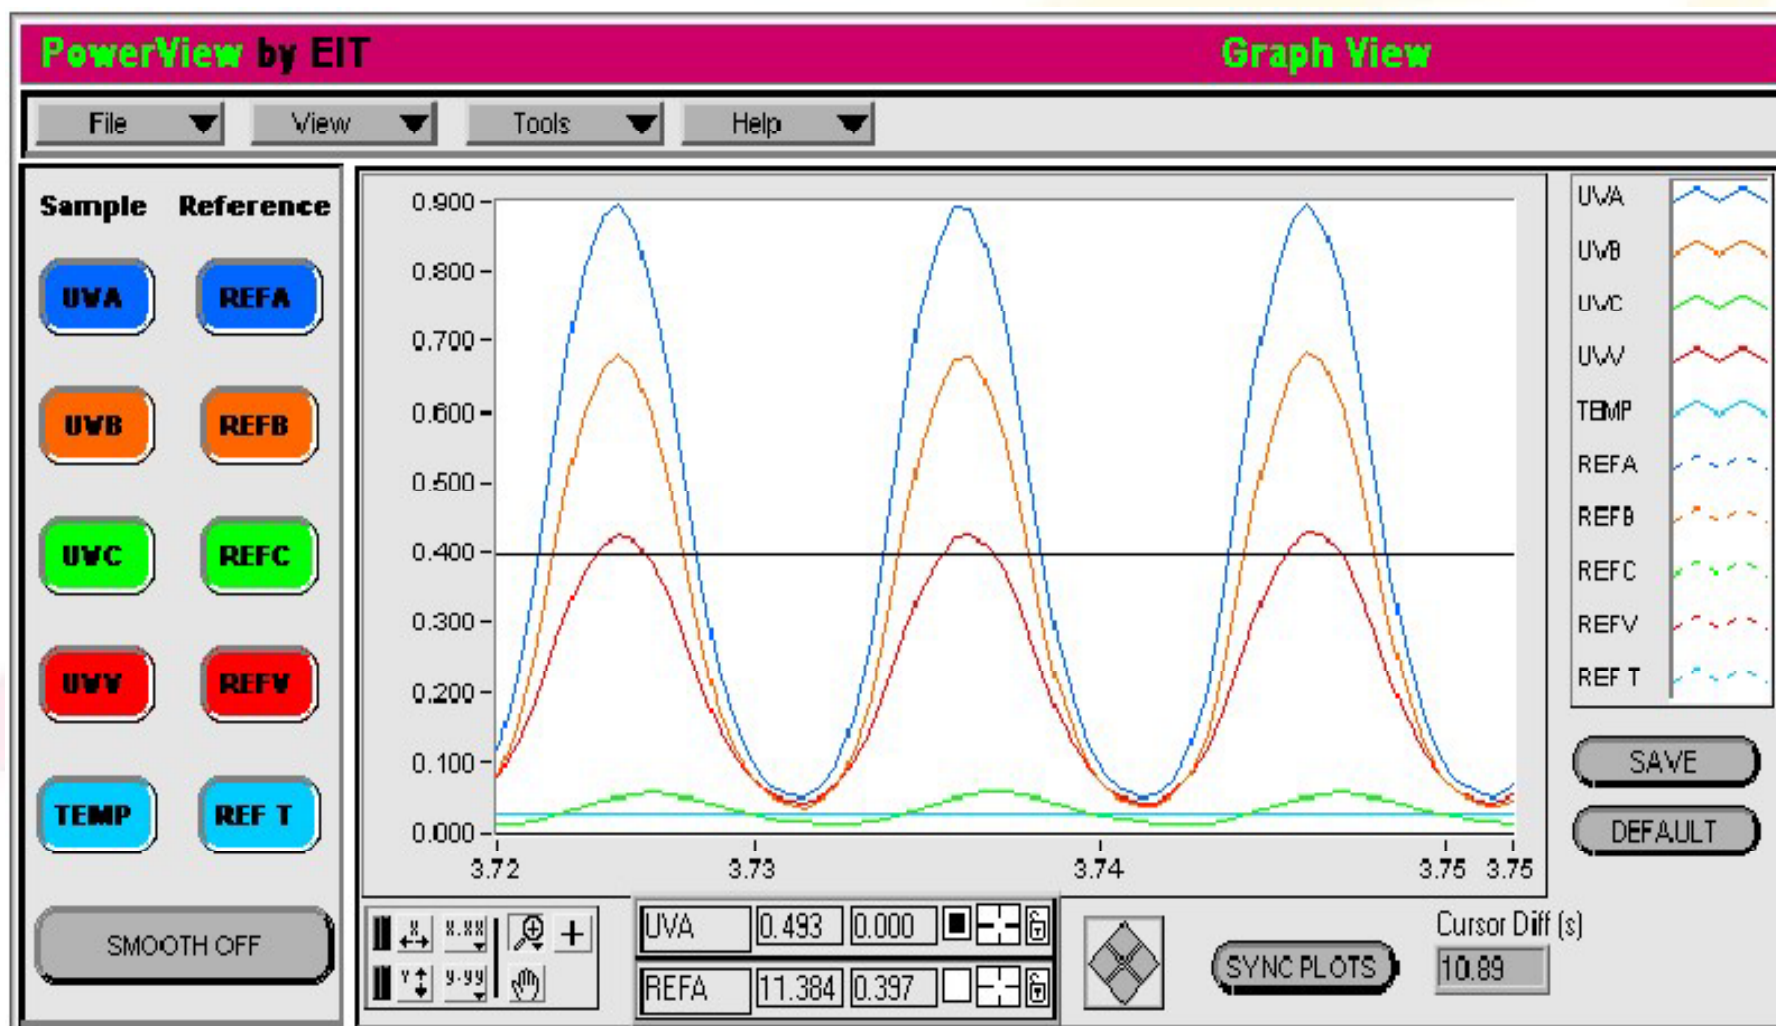 PowerView by EIT
Graph View
File
View
Tools
Help
Sample Reference
UVA REFA
UVB REFB
UVC REFC
UVV REFV
TEMP REF T
SMOOTH OFF
0.900
0.800
0.700
0.600
0.500
0.400
0.300
0.200
0.100
0.000
3.72 3.73 3.74 3.75 3.75
UVA
UVB
UVC
UVV
TEMP
REFA
REFB
REFC
REFV
REF T
SAVE
DEFAULT
X X.XX
Y 9.99
UVA 0.493 0.000
REFA 11.384 0.397
SYNC PLOTS
Cursor Diff (s)
10.89